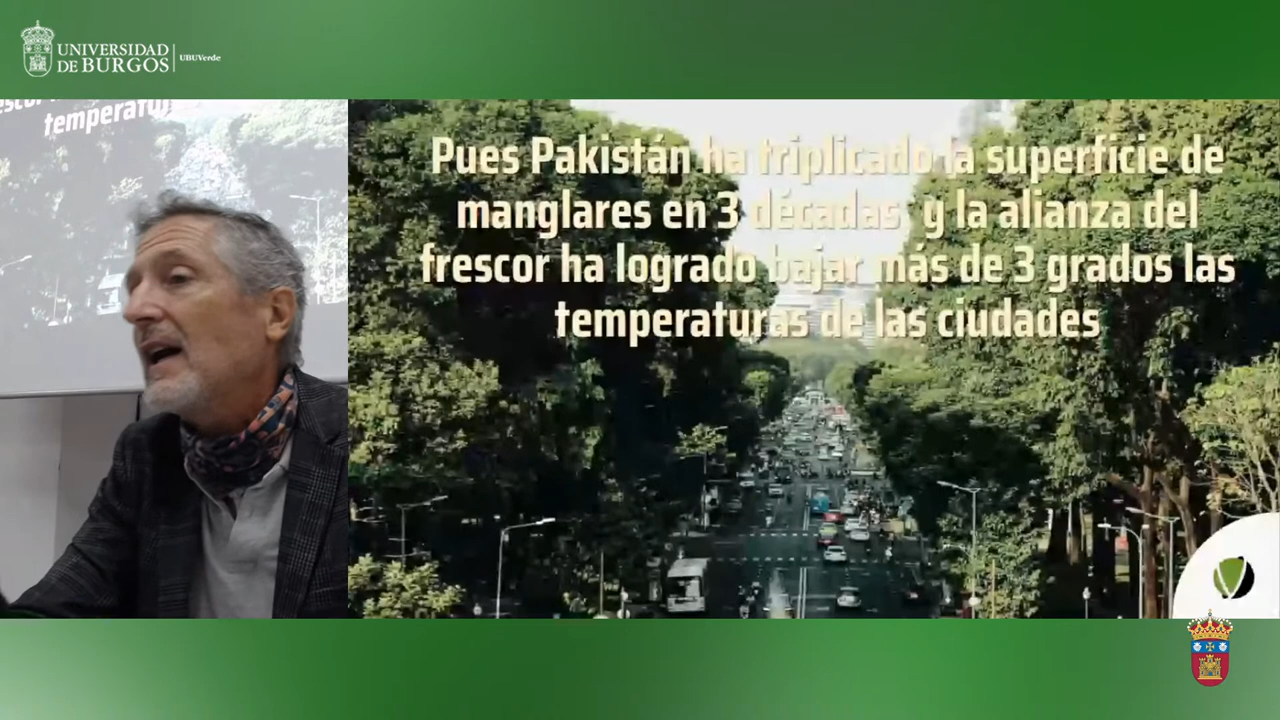 UNIVERSIDAD
DE BURGOS
UBUVerde
temperatu
Pues Pakistán ha triplicado la superficie de
manglares en 3 décadas y la alianza del
frescor ha logrado bajar más de 3 grados las
temperaturas de las ciudades